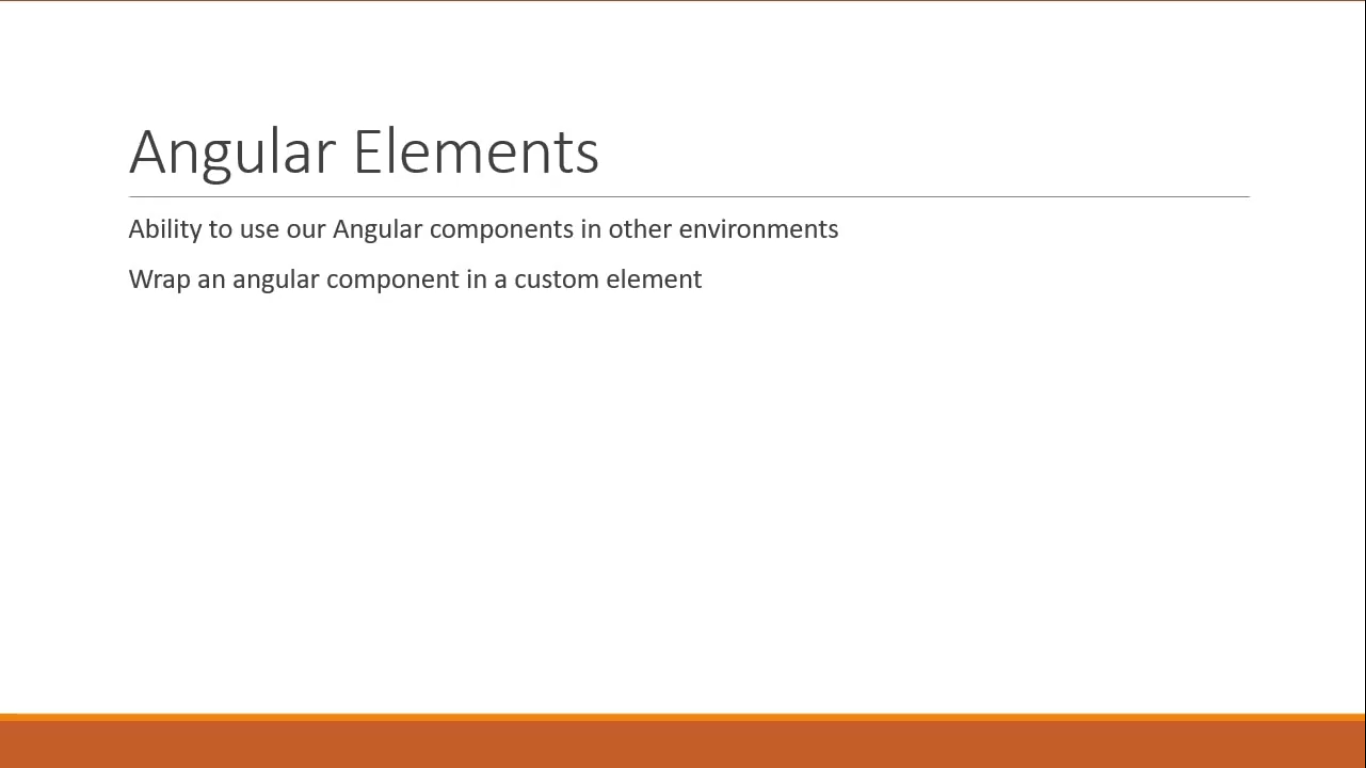 Angular Elements
Ability to use our Angular components in other environments
Wrap an angular component in a custom element